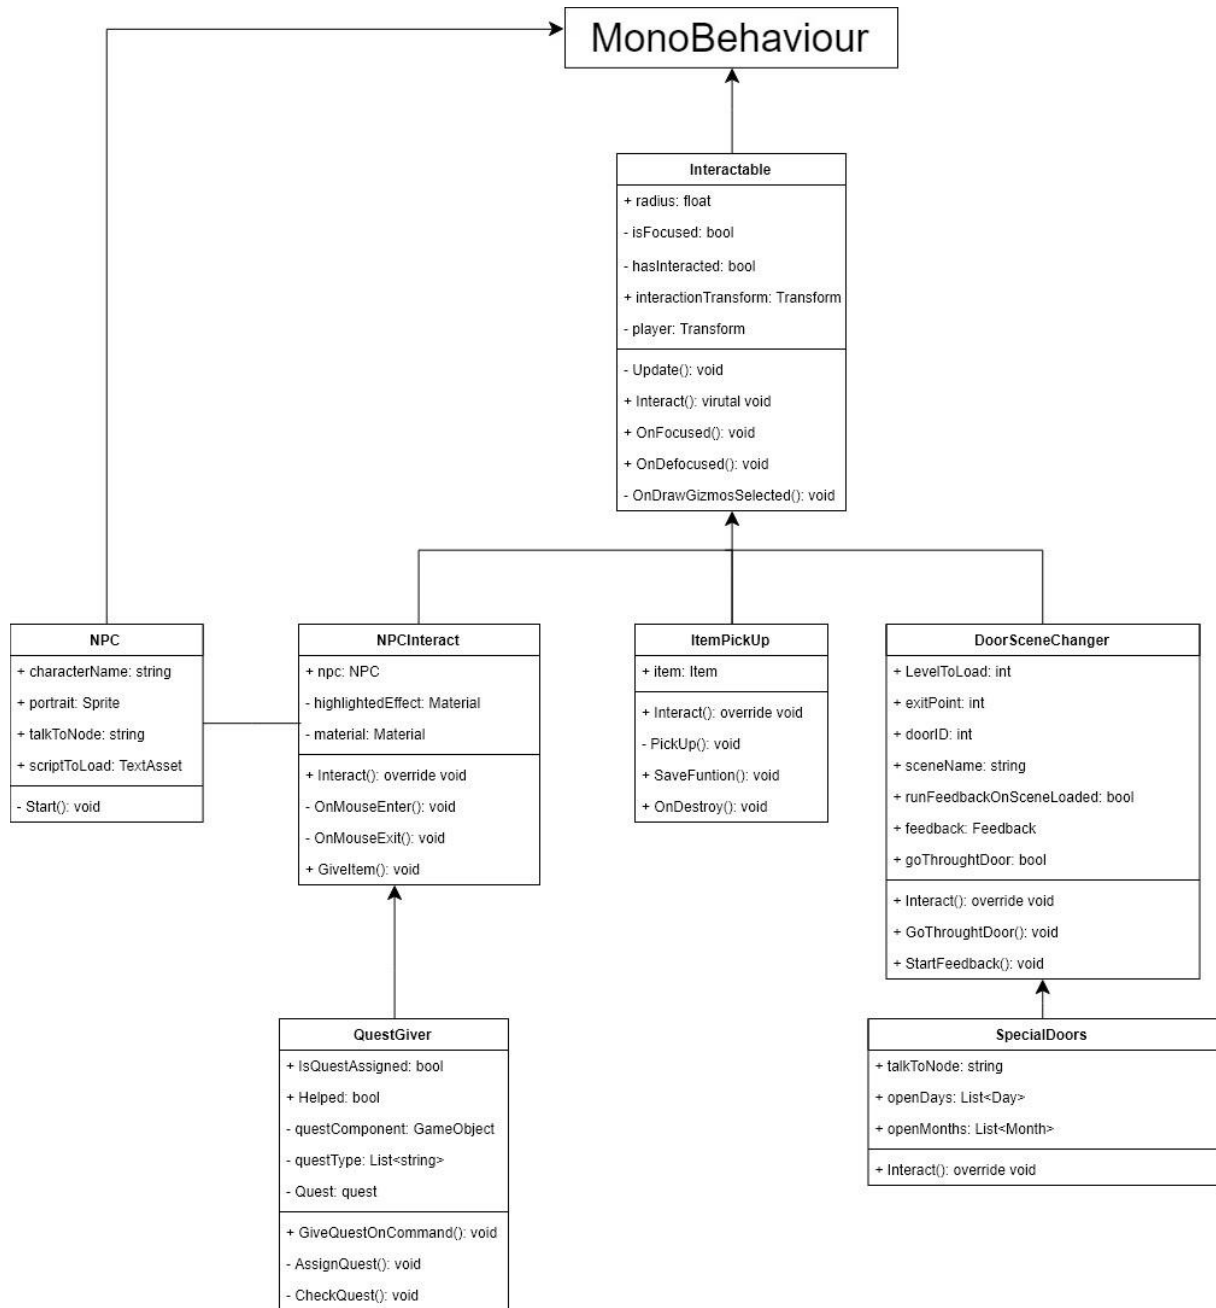 MonoBehaviour
Interactable
+ radius: float
- isFocused: bool
- hasInteracted: bool
+ interactionTransform: Transform
- player: Transform
- Update(): void
+ Interact(): virutal void
+ OnFocused(): void
+ OnDefocused(): void
- OnDrawGizmosSelected(): void
NPC
+ characterName: string
+ portrait: Sprite
+ talkToNode: string
+ scriptToLoad: TextAsset
- Start(): void
NPCInteract
+ npc: NPC
- highlightedEffect: Material
- material: Material
+ Interact(): override void
- OnMouseEnter(): void
- OnMouseExit(): void
+ GiveItem(): void
ItemPickUp
+ item: Item
+ Interact(): override void
- PickUp(): void
+ SaveFuntion(): void
+ OnDestroy(): void
DoorSceneChanger
+ LevelToLoad: int
+ exitPoint: int
+ doorID: int
+ sceneName: string
+ runFeedbackOnSceneLoaded: bool
+ feedback: Feedback
+ goThroughtDoor: bool
+ Interact(): override void
+ GoThroughtDoor(): void
+ StartFeedback(): void
QuestGiver
+ IsQuestAssigned: bool
+ Helped: bool
- questComponent: GameObject
- questType: List<string>
- Quest: quest
+ GiveQuestOnCommand(): void
- AssignQuest(): void
- CheckQuest(): void
SpecialDoors
+ talkToNode: string
+ openDays: List<Day>
+ openMonths: List<Month>
+ Interact(): override void